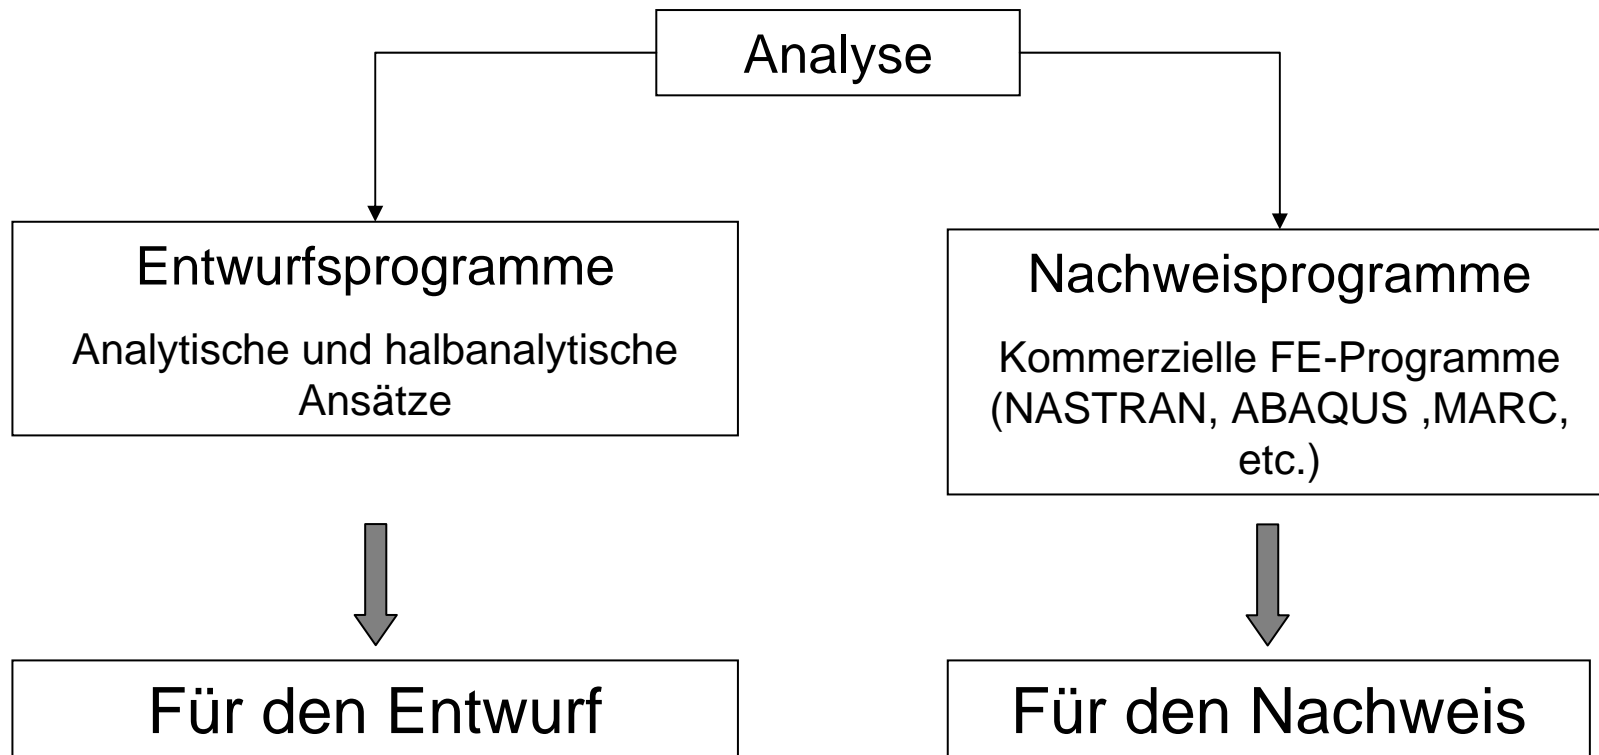 Analyse
Entwurfsprogramme
Analytische und halbanalytische
Ansätze
Nachweisprogramme
Kommerzielle FE-Programme
(NASTRAN, ABAQUS ,MARC,
etc.)
Für den Entwurf
Für den Nachweis